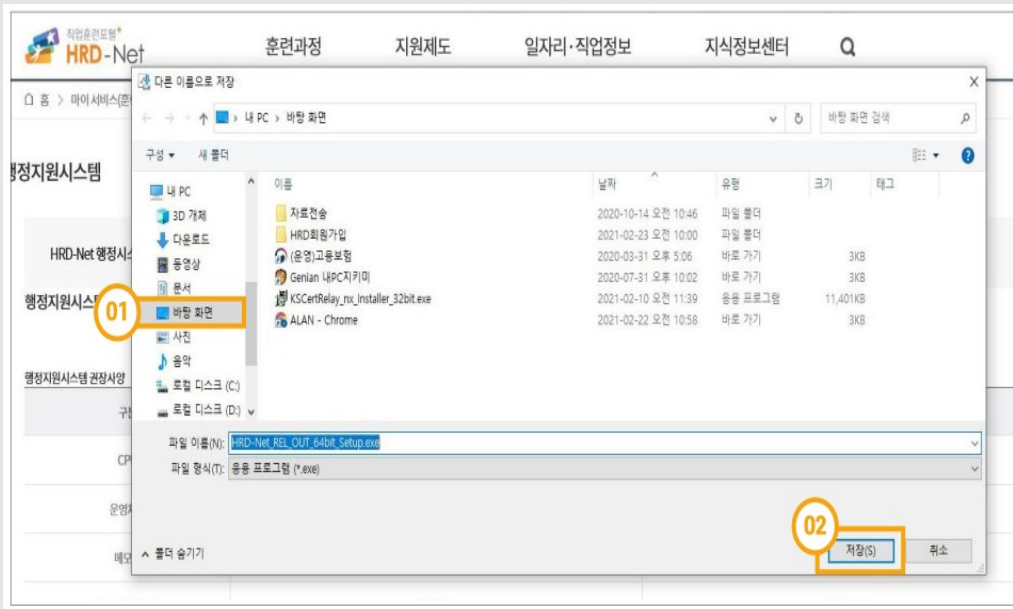 직업훈련포털
HRD-Net
훈련과정 지원제도 일자리·직업정보 지식정보센터
홈 > 마이서비스(훈
다른 이름으로 저장
내 PC > 바탕 화면
바탕 화면 검색
구성 새 폴더
행정지원시스템
이름 날짜 유형 크기 태그
내 PC
3D 개체
다운로드
동영상
문서
바탕 화면
사진
음악
로컬 디스크 (C:)
로컬 디스크 (D:)
자료전송 2020-10-14 오전 10:46 파일 폴더
HRD회원가입 2021-02-23 오전 10:00 파일 폴더
(운영)고용보험 2020-03-31 오후 5:06 바로 가기 3KB
Genian 내PC지키미 2020-07-31 오후 10:02 바로 가기 3KB
KSCertRelay_nx_Installer_32bit.exe 2021-02-10 오전 11:39 응용 프로그램 11,401KB
ALAN - Chrome 2021-02-22 오전 10:58 바로 가기 3KB
HRD-Net 행정시스
행정지원시스템
01
행정지원시스템 권장사양
구분
CP
운영체
메모
파일 이름(N): HRD-Net_REL_OUT_64bit_Setup.exe
파일 형식(T): 응용 프로그램 (*.exe)
02
폴더 숨기기
저장(S) 취소